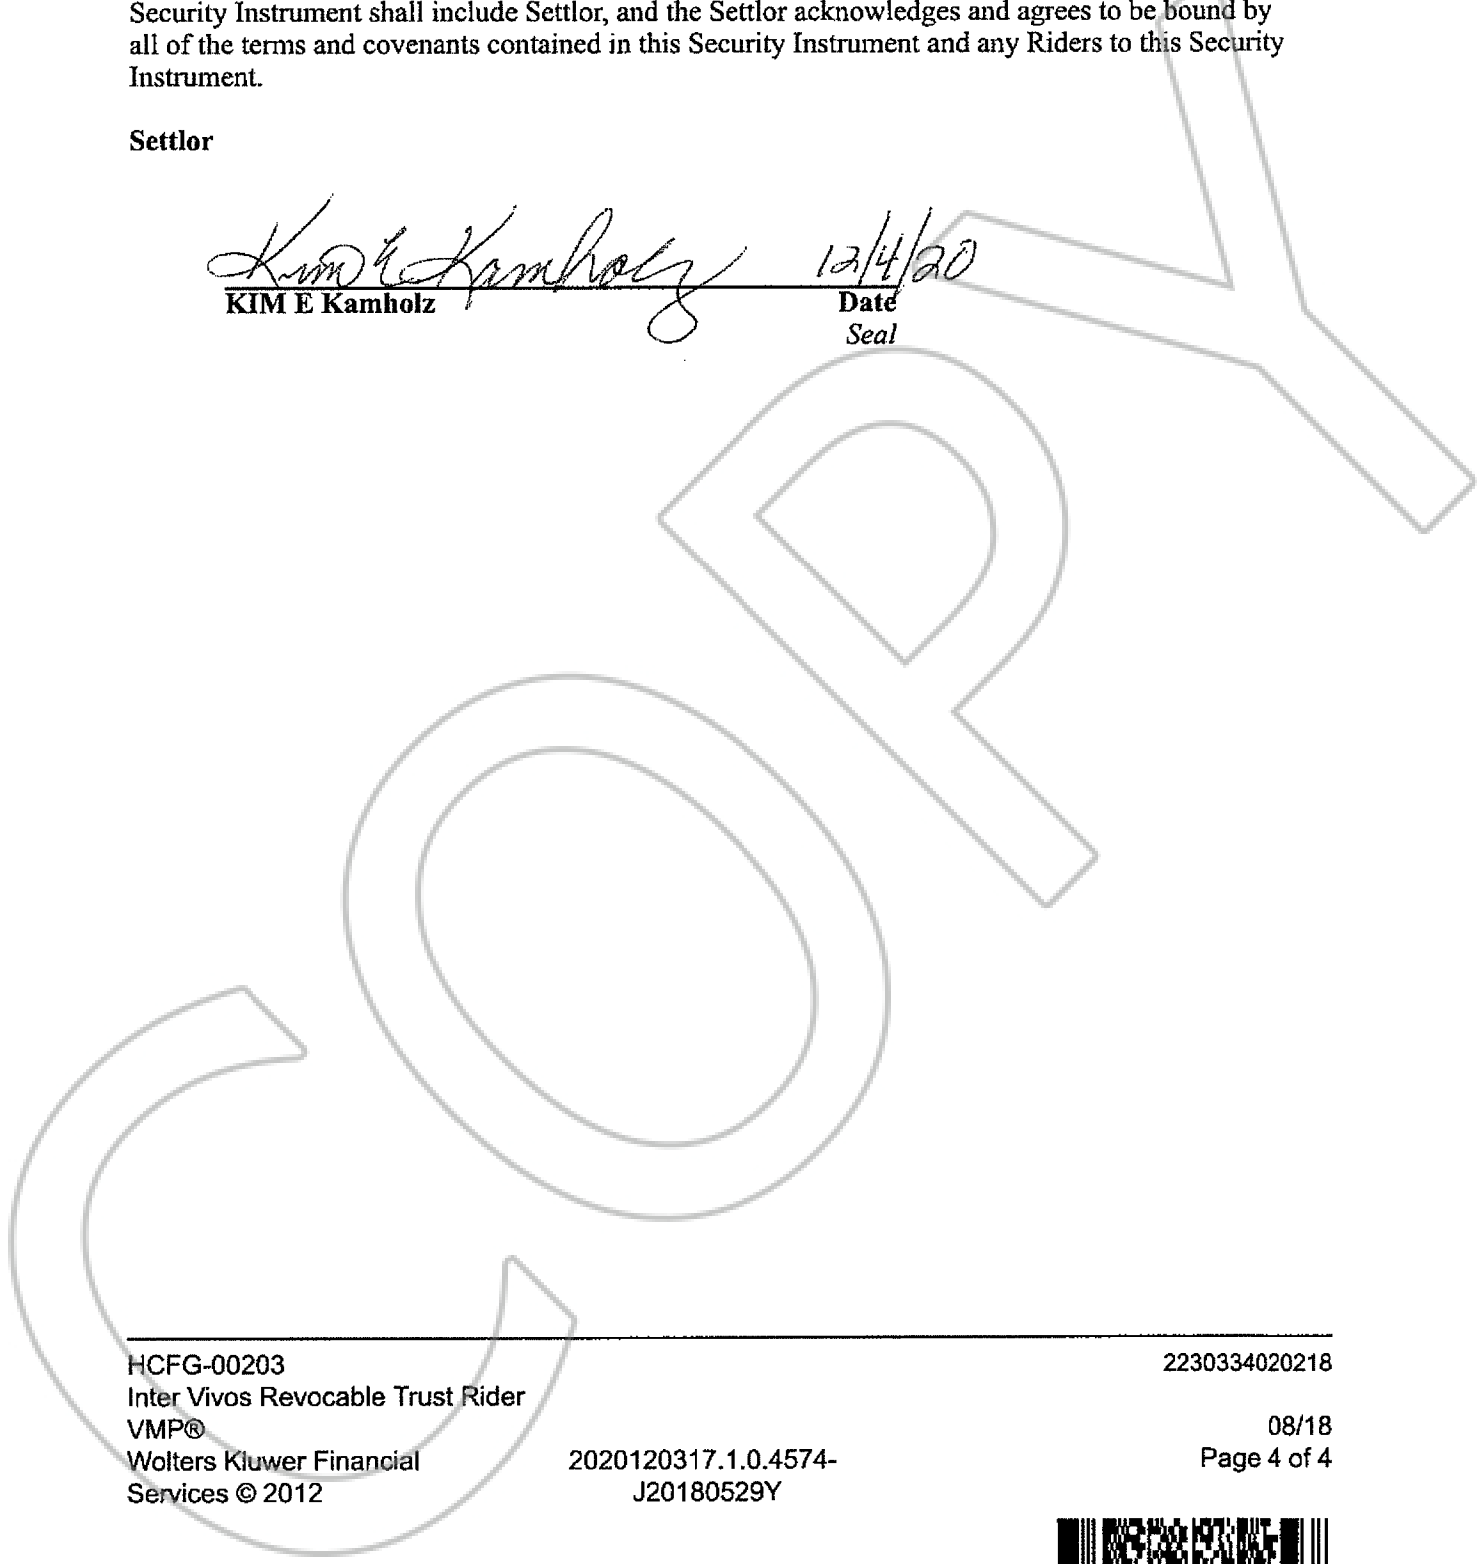 Security Instrument shall include Settlor, and the Settlor acknowledges and agrees to be bound by
all of the terms and covenants contained in this Security Instrument and any Riders to this Security
Instrument.
Settlor
Kim E Kamholz 12/4/20
KIM E Kamholz Date
Seal
COPY
HCFG-00203 2230334020218
Inter Vivos Revocable Trust Rider
VMP® 08/18
Wolters Kluwer Financial 2020120317.1.0.4574- Page 4 of 4
Services © 2012 J20180529Y